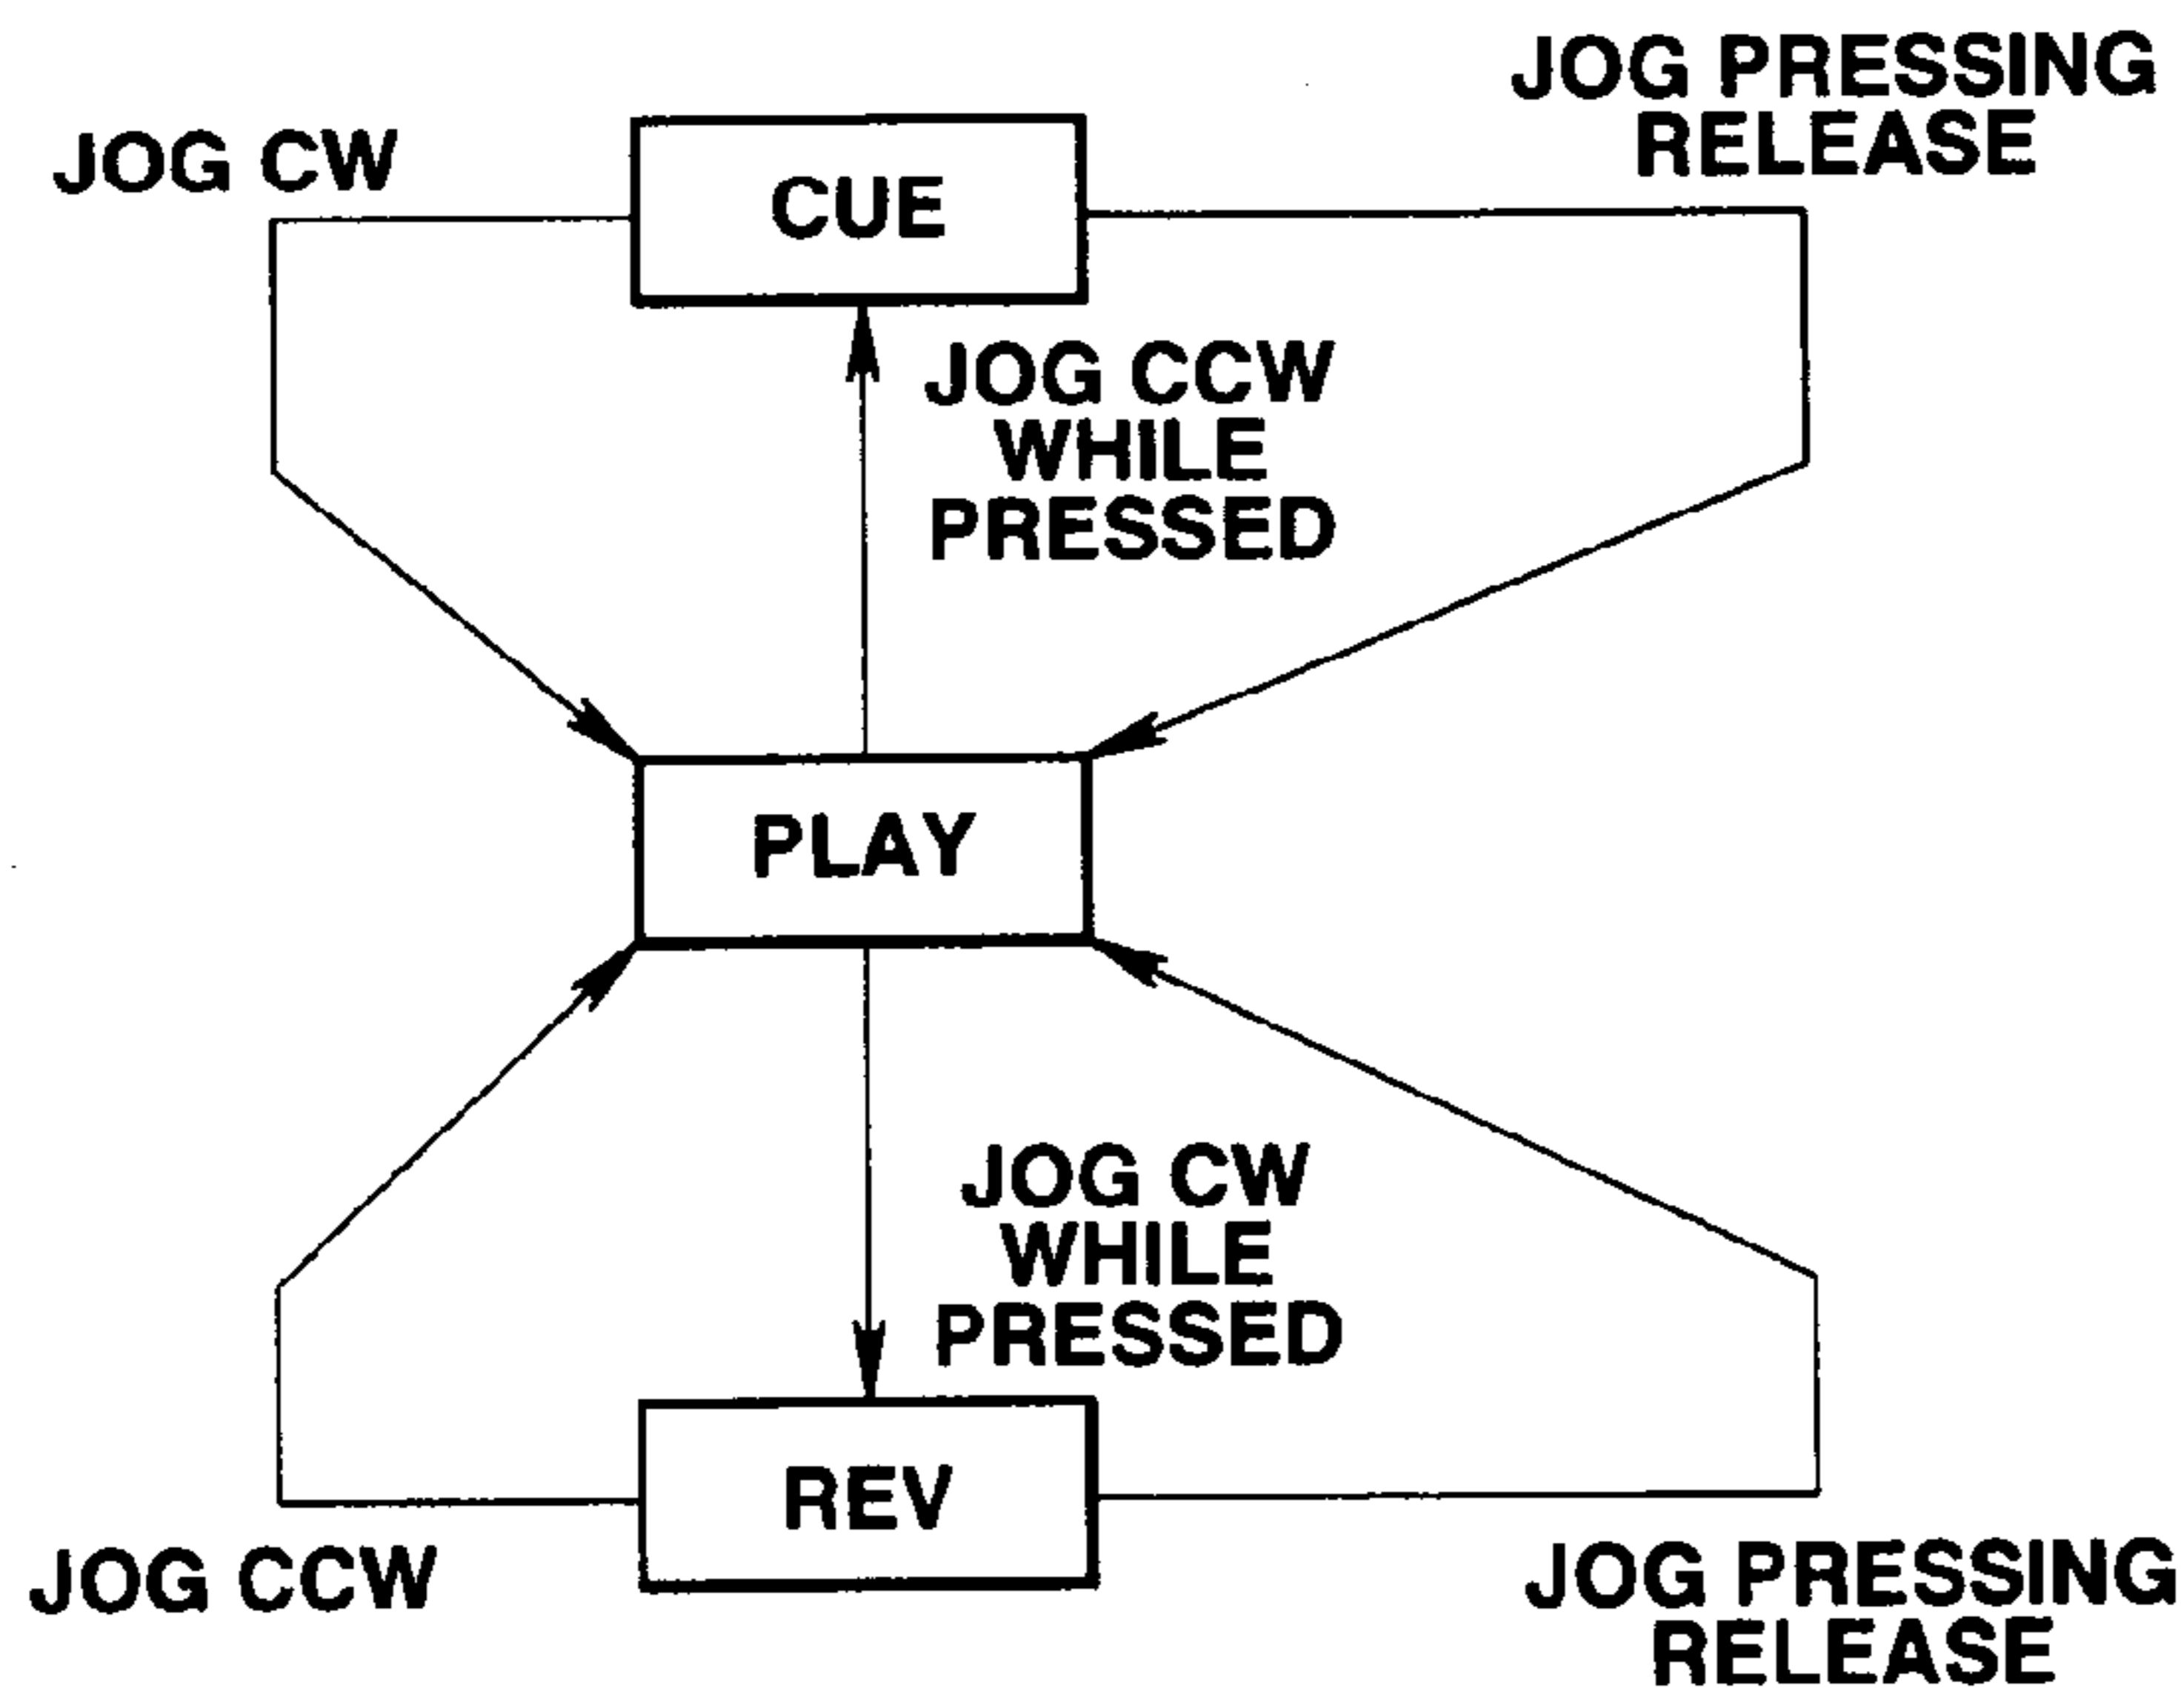 JOG PRESSING
RELEASE
JOG CW
CUE
JOG CCW
WHILE
PRESSED
PLAY
JOG CW
WHILE
PRESSED
REV
JOG CCW
JOG PRESSING
RELEASE